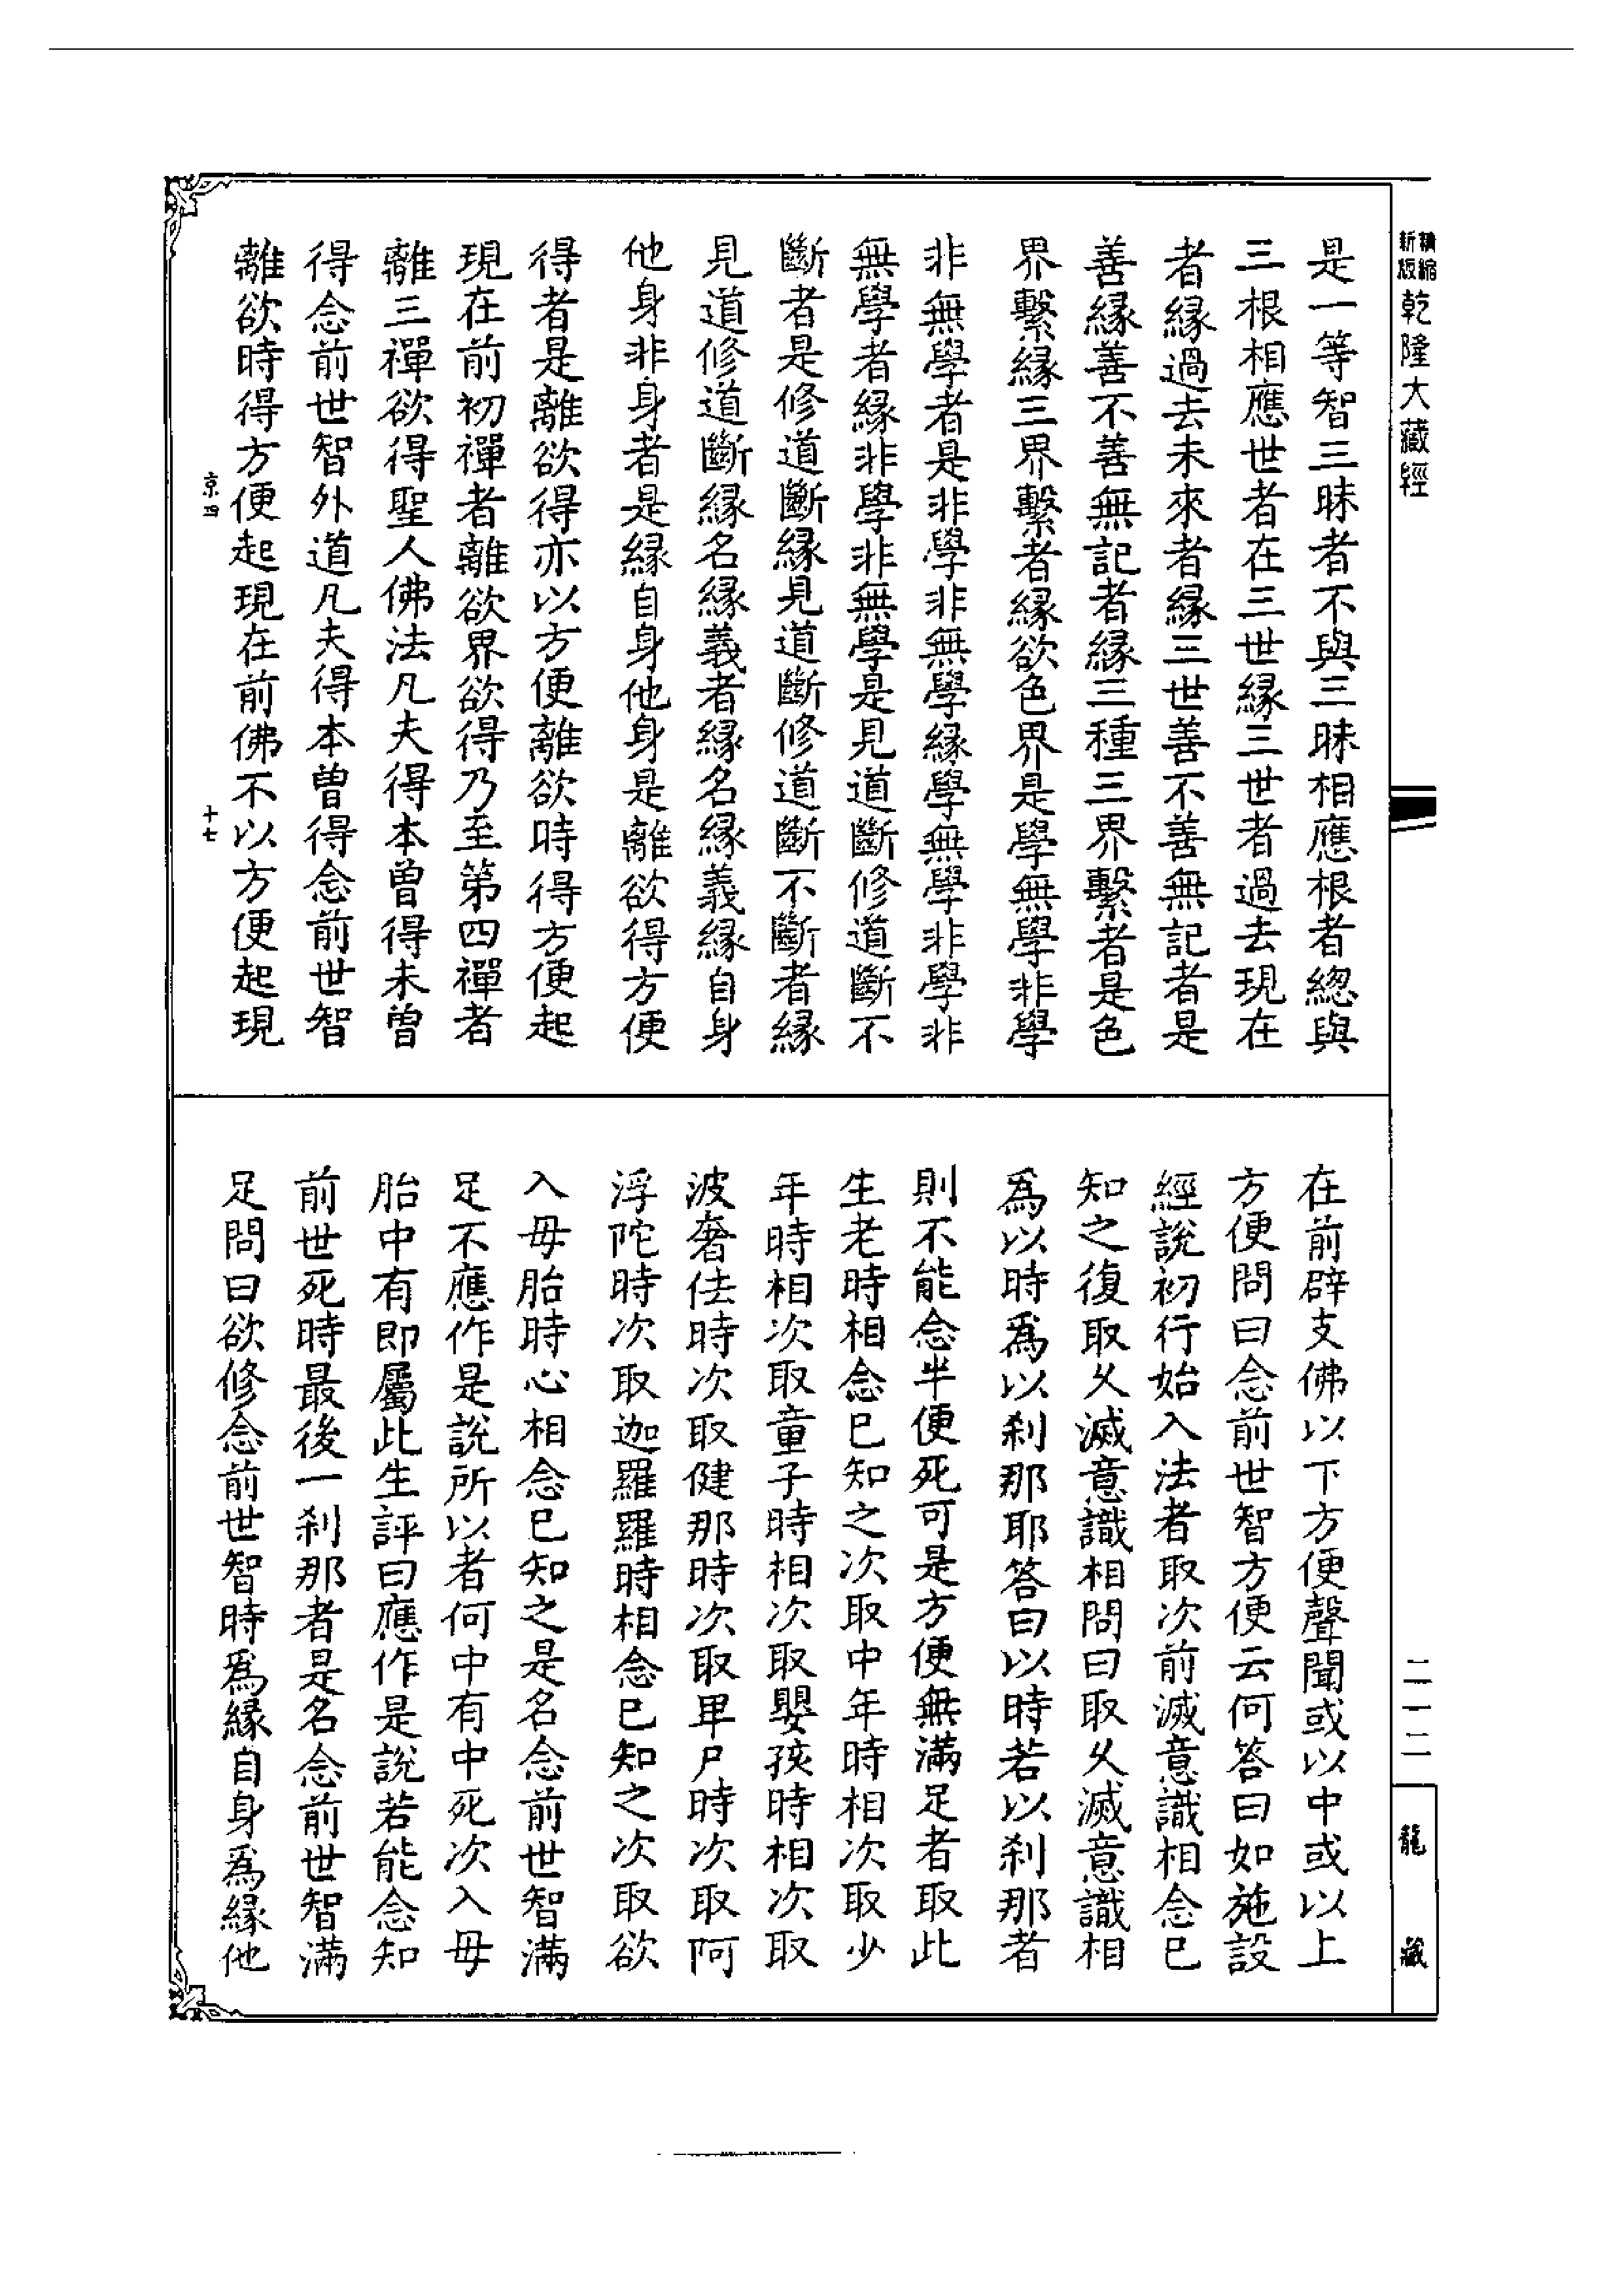 精縮新版乾隆大藏經
二一二
龍藏
是一等智三昧者不與三昧相應根者總與
三根相應世者在三世緣三世者過去現在
者緣過去未來者緣三世善不善無記者是
善緣善不善無記者緣三種三界繫者是色
界繫緣三界繫者緣欲色界是學無學非學
非無學者是非學非無學緣學無學非學非
無學者緣非學非無學是見道斷修道斷不
斷者是修道斷緣見道斷修道斷不斷者緣
見道修道斷緣名緣義者緣名緣義緣自身
他身非身者是緣自身他身是離欲得方便
得者是離欲得亦以方便離欲時得方便起
現在前初禪者離欲界欲得乃至第四禪者
離三禪欲得聖人佛法凡夫得本曾得未曾
得念前世智外道凡夫得本曾得念前世智
離欲時得方便起現在前佛不以方便起現
京四
十七
在前辟支佛以下方便聲聞或以中或以上
方便問曰念前世智方便云何答曰如施設
經說初行始入法者取次前滅意識相念已
知之復取久滅意識相問曰取久滅意識相
為以時為以剎那耶答曰以時若以剎那者
則不能念半便死可是方便無滿足者取此
生老時相念已知之次取中年時相次取少
年時相次取童子時相次取嬰孩時相次取
波奢佉時次取健那時次取卑尸時次取阿
浮陀時次取迦羅羅時相念已知之次取欲
入母胎時心相念已知之是名念前世智滿
足不應作是說所以者何中有中死次入母
胎中有即屬此生評曰應作是說若能念知
前世死時最後一剎那者是名念前世智滿
足問曰欲修念前世智時為緣自身為緣他